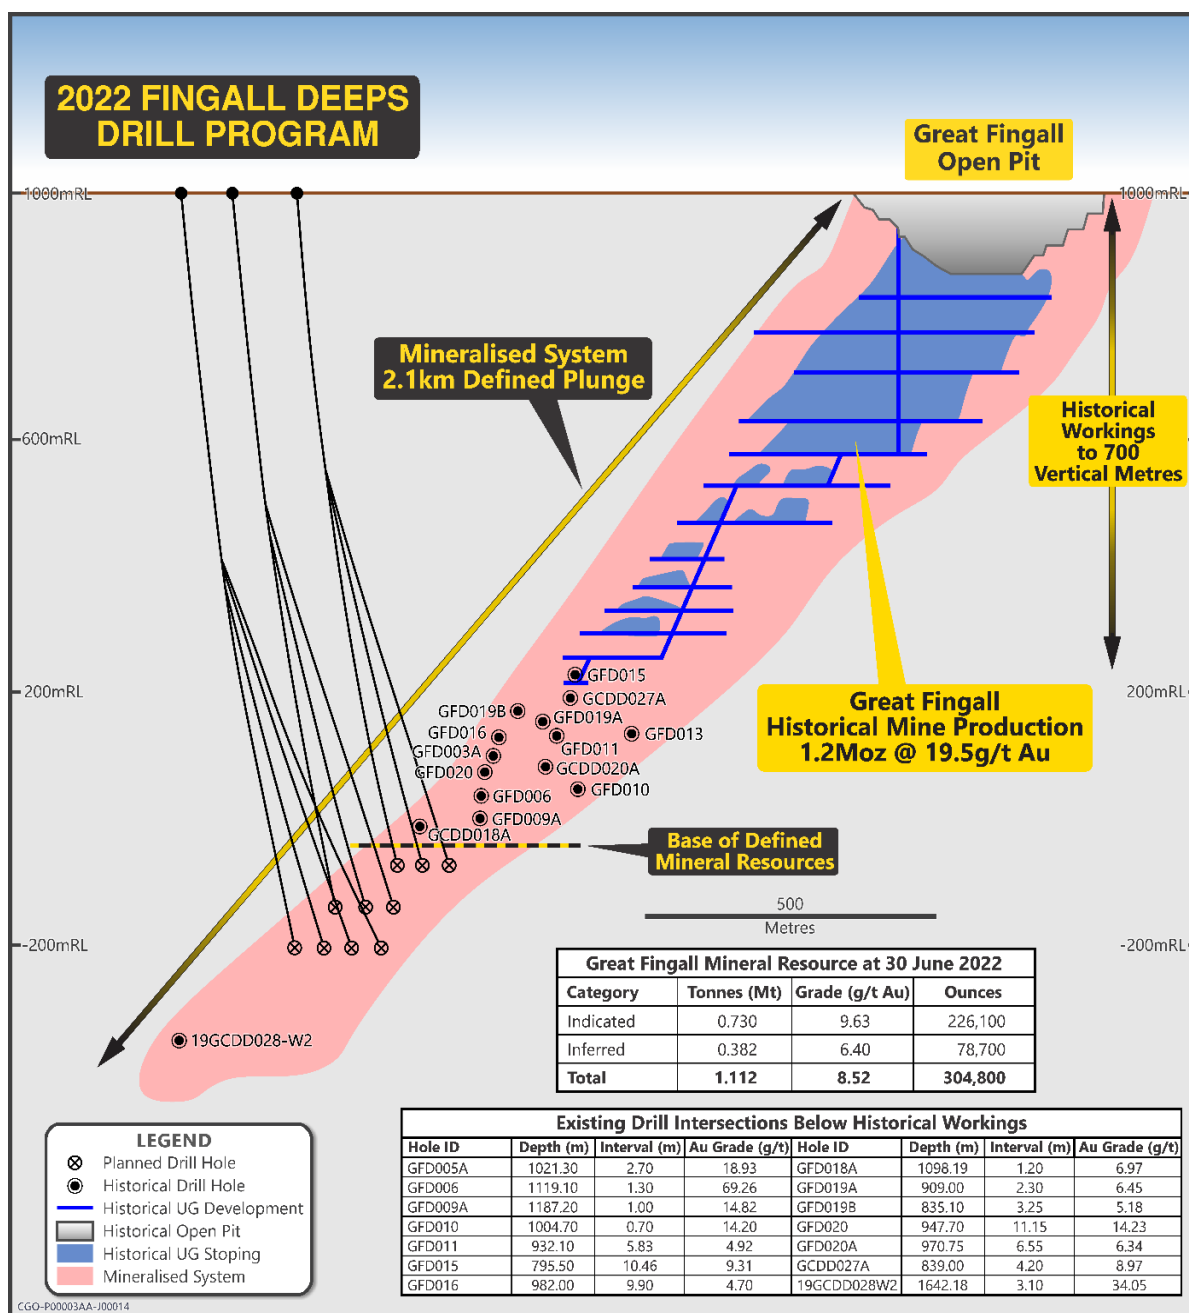 2022 FINGALL DEEPS
DRILL PROGRAM
Great Fingall
Open Pit
1000mRL
1000mRL
Mineralised System
2.1km Defined Plunge
Historical
Workings
to 700
Vertical Metres
600mRL
200mRL
200mRL
GFD015
GCDD027A
GFD019B
GFD019A
GFD016
GFD013
GFD011
GFD003A
GFD020
GCDD020A
GFD010
GFD006
GFD009A
GCDD018A
Great Fingall
Historical Mine Production
1.2Moz @ 19.5g/t Au
Base of Defined
Mineral Resources
500
Metres
-200mRL
-200mRL
19GCDD028-W2
Great Fingall Mineral Resource at 30 June 2022
Category Tonnes (Mt) Grade (g/t Au) Ounces
Indicated 0.730 9.63 226,100
Inferred 0.382 6.40 78,700
Total 1.112 8.52 304,800
Existing Drill Intersections Below Historical Workings
Hole ID Depth (m) Interval (m) Au Grade (g/t) Hole ID Depth (m) Interval (m) Au Grade (g/t)
GFD005A 1021.30 2.70 18.93 GFD018A 1098.19 1.20 6.97
GFD006 1119.10 1.30 69.26 GFD019A 909.00 2.30 6.45
GFD009A 1187.20 1.00 14.82 GFD019B 835.10 3.25 5.18
GFD010 1004.70 0.70 14.20 GFD020 947.70 11.15 14.23
GFD011 932.10 5.83 4.92 GFD020A 970.75 6.55 6.34
GFD015 795.50 10.46 9.31 GCDD027A 839.00 4.20 8.97
GFD016 982.00 9.90 4.70 19GCDD028W2 1642.18 3.10 34.05
LEGEND
Planned Drill Hole
Historical Drill Hole
Historical UG Development
Historical Open Pit
Historical UG Stoping
Mineralised System
CGO-P00003AA-J00014